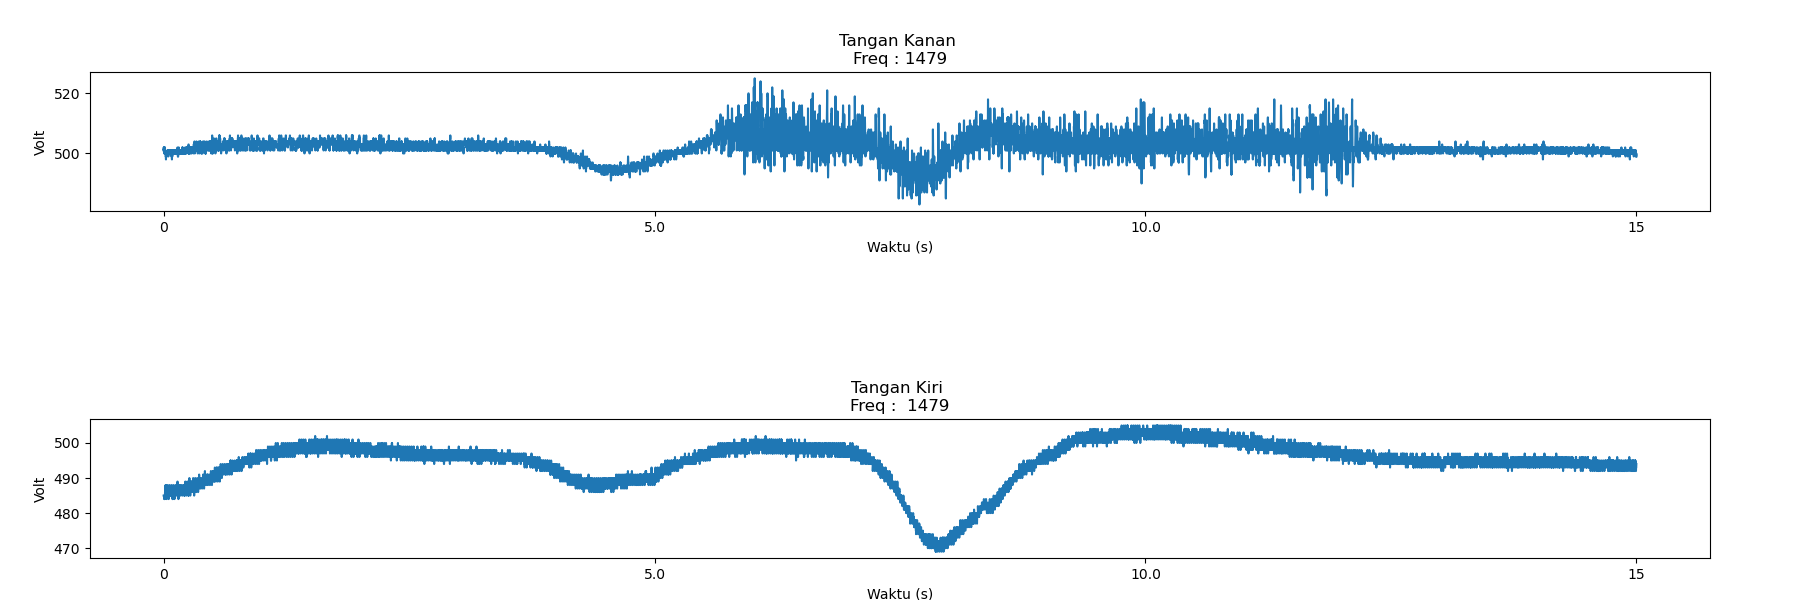 Tangan Kanan
Freq : 1479
Volt
520
500
0 5.0 10.0 15
Waktu (s)
Tangan Kiri
Freq :  1479
Volt
500
490
480
470
0 5.0 10.0 15
Waktu (s)